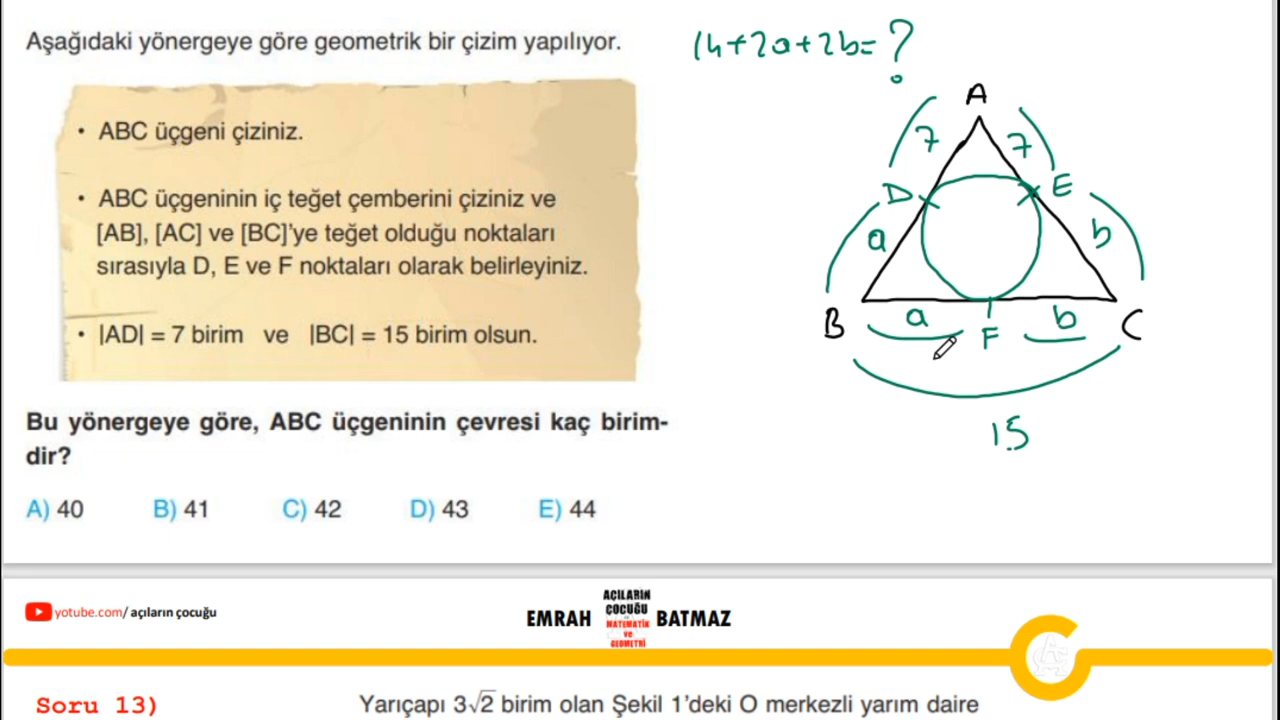 Aşağıdaki yönergeye göre geometrik bir çizim yapılıyor.
14+2a+2b=?
• ABC üçgeni çiziniz.
• ABC üçgeninin iç teğet çemberini çiziniz ve
[AB], [AC] ve [BC]'ye teğet olduğu noktaları
sırasıyla D, E ve F noktaları olarak belirleyiniz.
• |AD| = 7 birim ve |BC| = 15 birim olsun.
A
7 7
D E
a b
B a F b C
15
Bu yönergeye göre, ABC üçgeninin çevresi kaç birim-
dir?
A) 40 B) 41 C) 42 D) 43 E) 44
yotube.com/ açıların çocuğu
EMRAH
AÇILARIN
ÇOCUĞU
MATEMATİK
ve
GEOMETRİ
BATMAZ
Soru 13)
Yarıçapı 3√2 birim olan Şekil 1'deki O merkezli yarım daire